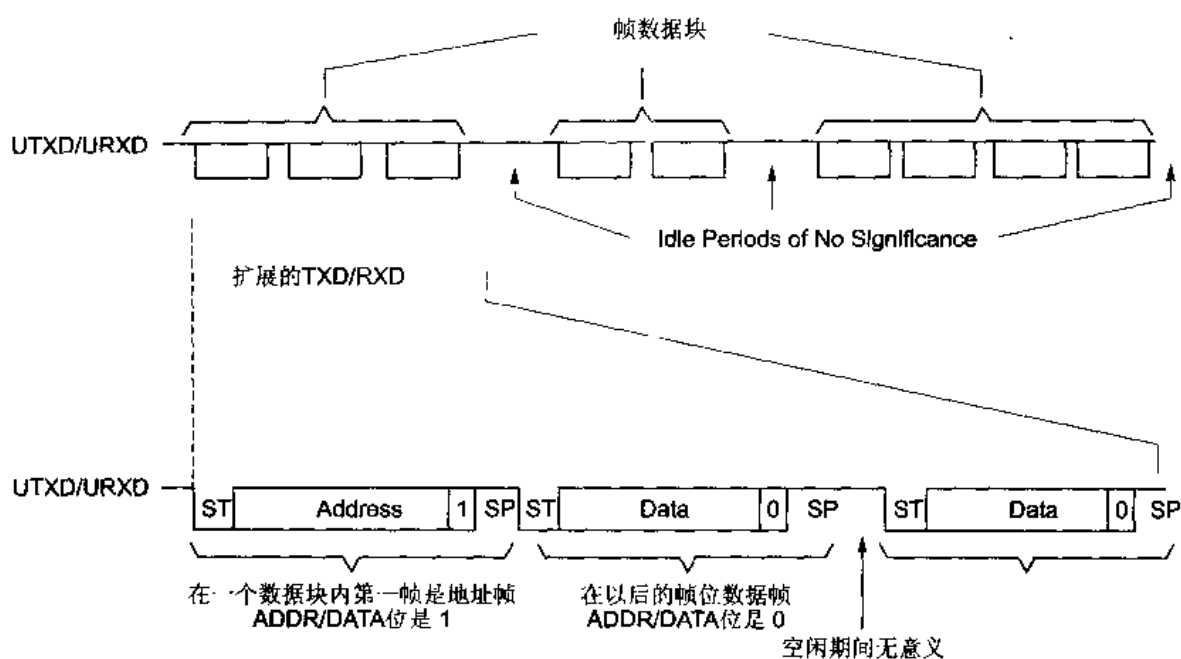 帧数据块
UTXD/URXD
Idle Periods of No Significance
扩展的TXD/RXD
UTXD/URXD
ST Address 1 SP ST Data 0 SP ST Data 0 SP
在一个数据块内第一帧是地址帧
ADDR/DATA位是 1
在以后的帧位数据帧
ADDR/DATA位是 0
空闲期间无意义